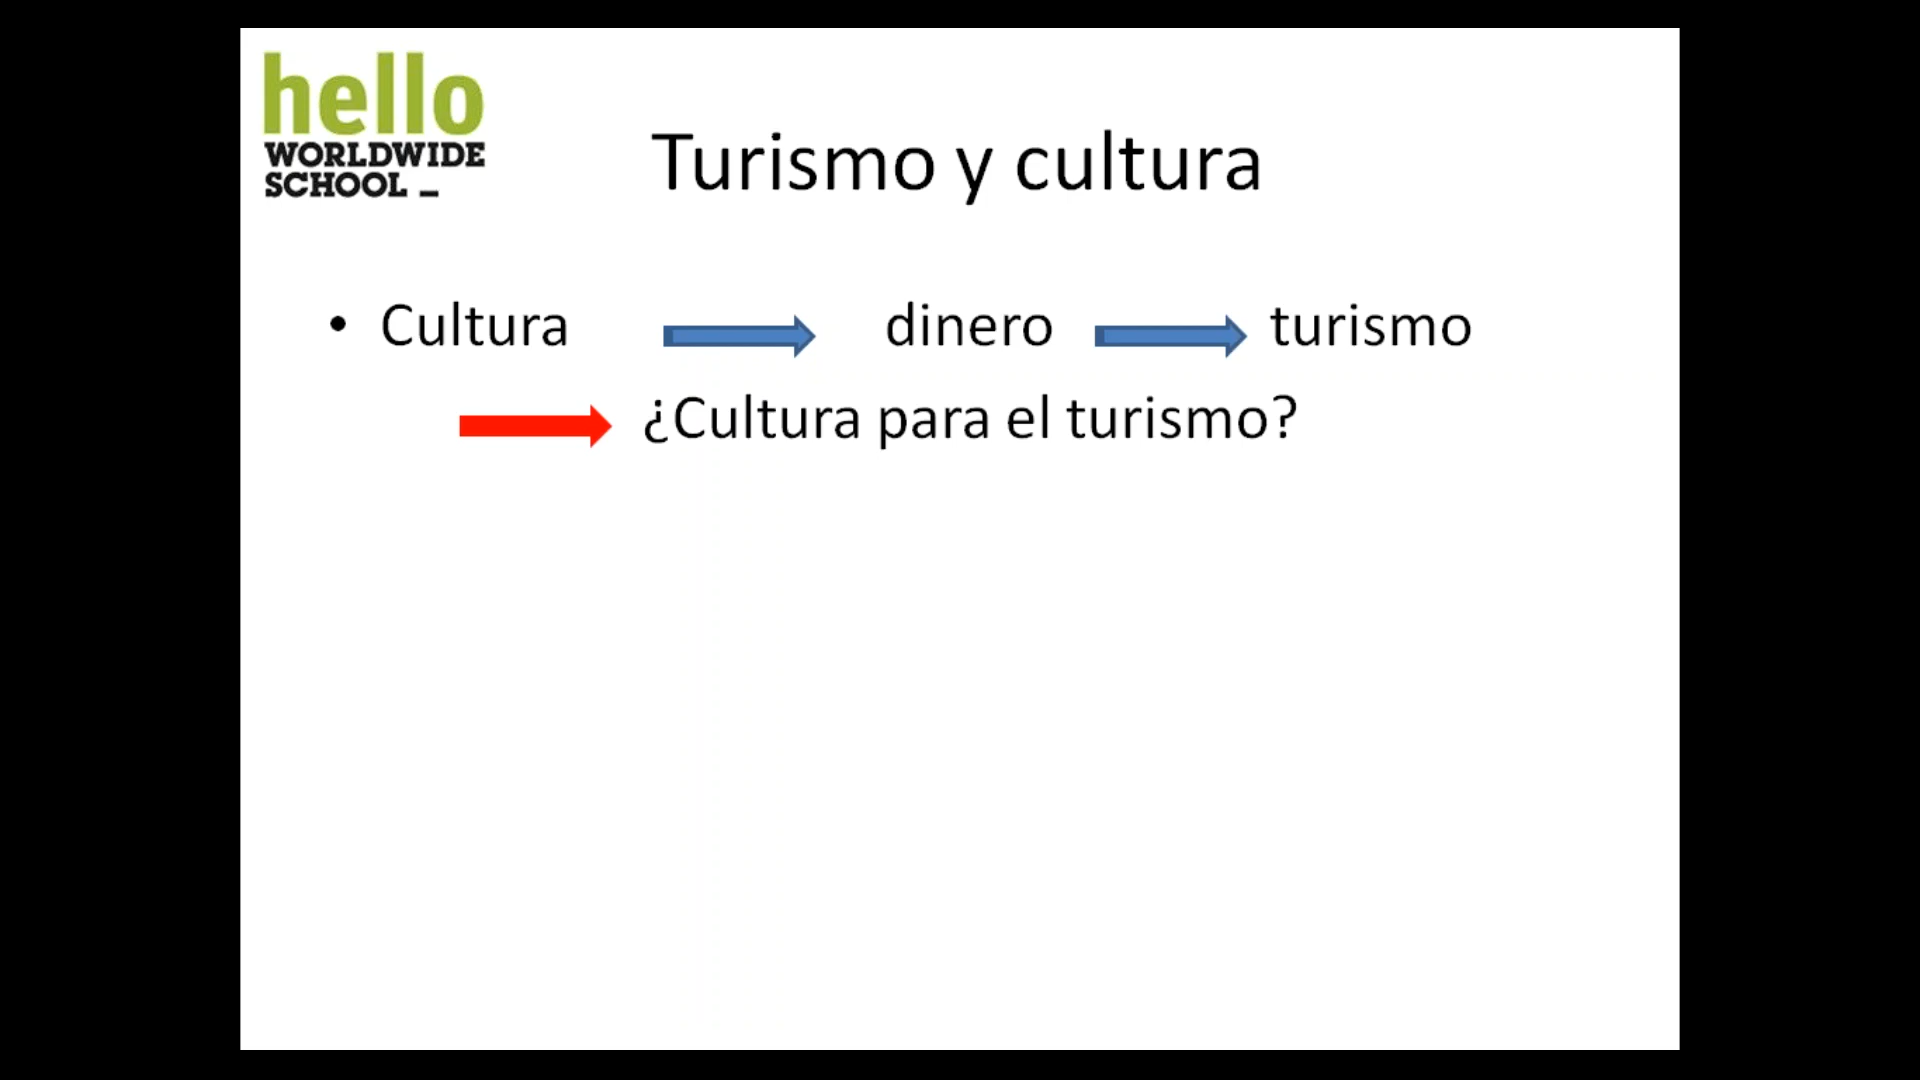 hello
WORLDWIDE
SCHOOL _
Turismo y cultura
• Cultura dinero turismo
¿Cultura para el turismo?